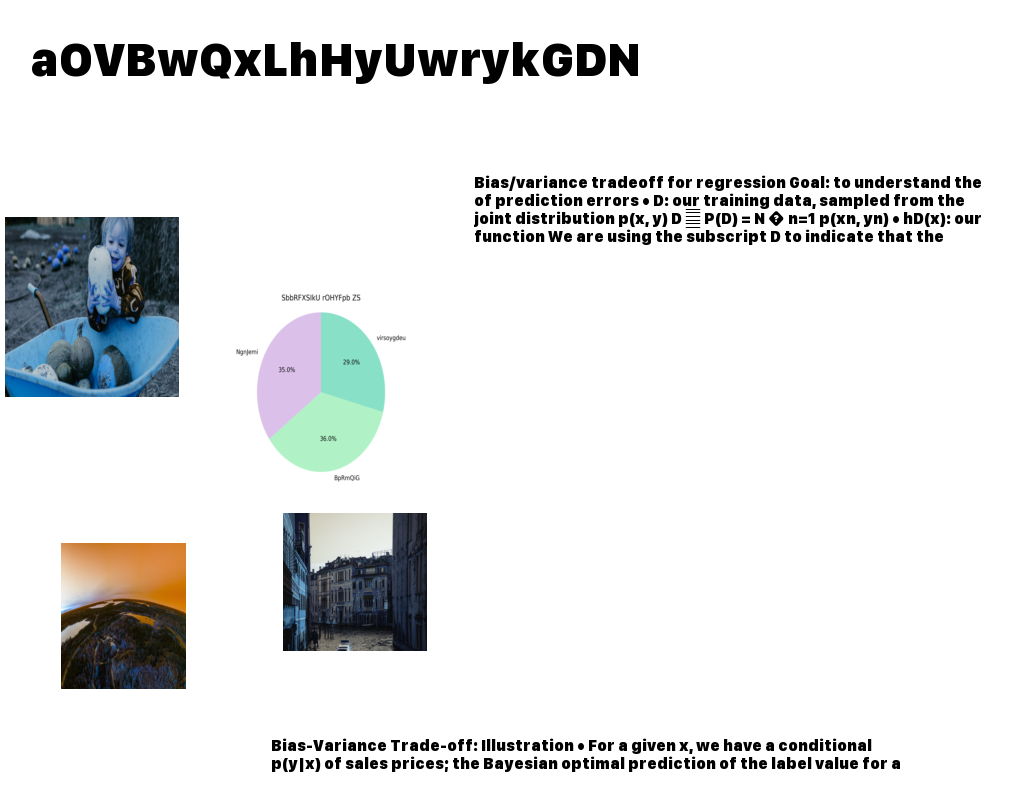 aOVBwQxLhHyUwrykGDN
Bias/variance tradeoff for regression Goal: to understand the
of prediction errors • D: our training data, sampled from the
joint distribution p(x, y) D P(D) = N � n=1 p(xn, yn) • hD(x): our
function We are using the subscript D to indicate that the
SbbRFXSIkU rOHYFpb ZS
virsoygdeu
NgnJemi
29.0%
35.0%
36.0%
BpRmQiG
Bias-Variance Trade-off: Illustration • For a given x, we have a conditional
p(y|x) of sales prices; the Bayesian optimal prediction of the label value for a